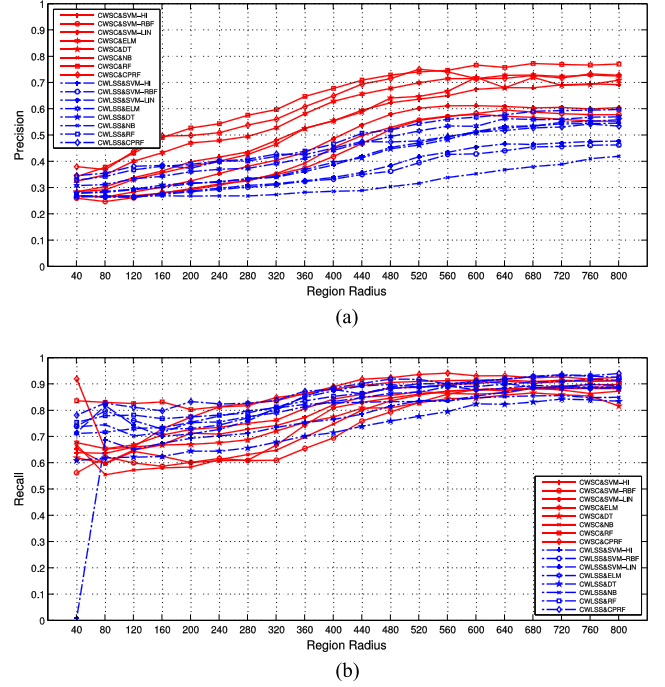 1
0.9
0.8
0.7
0.6
0.5
0.4
0.3
0.2
0.1
0
Precision
CWSC&SVM-HI
CWSC&SVM-RBF
CWSC&SVM-LIN
CWSC&ELM
CWSC&DT
CWSC&NB
CWSC&RF
CWSC&CPRF
CWLSS&SVM-HI
CWLSS&SVM-RBF
CWLSS&SVM-LIN
CWLSS&ELM
CWLSS&DT
CWLSS&NB
CWLSS&RF
CWLSS&CPRF
40 80 120 160 200 240 280 320 360 400 440 480 520 560 600 640 680 720 760 800
Region Radius
(a)
1
0.9
0.8
0.7
0.6
0.5
0.4
0.3
0.2
0.1
0
Recall
CWSC&SVM-HI
CWSC&SVM-RBF
CWSC&SVM-LIN
CWSC&ELM
CWSC&DT
CWSC&NB
CWSC&RF
CWSC&CPRF
CWLSS&SVM-HI
CWLSS&SVM-RBF
CWLSS&SVM-LIN
CWLSS&ELM
CWLSS&DT
CWLSS&NB
CWLSS&RF
CWLSS&CPRF
40 80 120 160 200 240 280 320 360 400 440 480 520 560 600 640 680 720 760 800
Region Radius
(b)